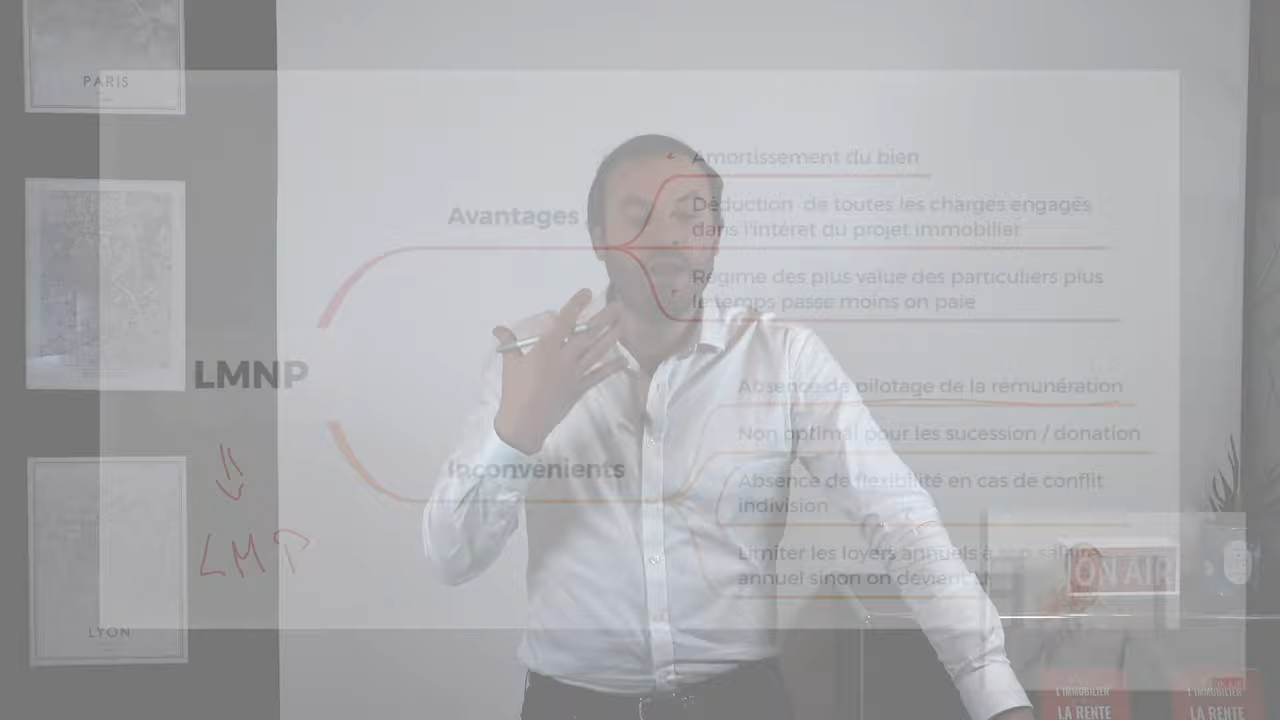 PARIS
Amortissement du bien
Avantages
Déduction de toutes les charges engagés
dans l'intéret du projet immobilier
Régime des plus value des particuliers plus
le temps passe moins on paie
LMNP
Absence de pilotage de la rémunération
Non optimal pour les sucession / donation
Inconvénients
Absence de flexibilité en cas de conflit
indivision
LMP
Limiter les loyers annuels à son salaire
annuel sinon on devient
ON AIR
LYON
L'IMMOBILIER
LA RENTE
L'IMMOBILIER
LA RENTE